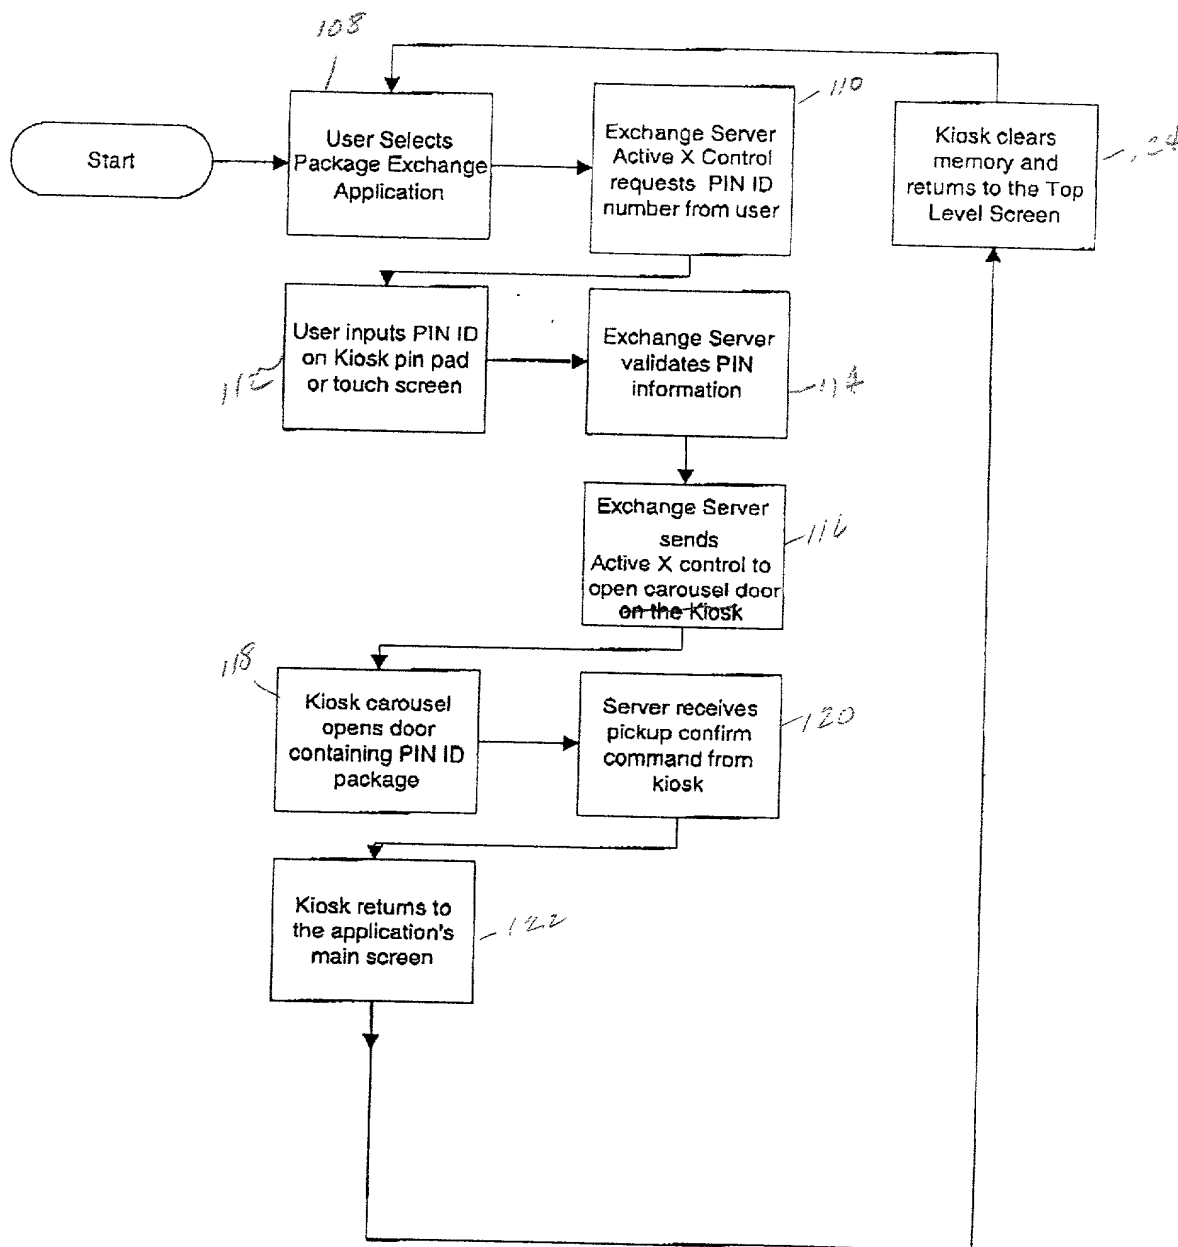 108
Start
User Selects
Package Exchange
Application
110
Exchange Server
Active X Control
requests PIN ID
number from user
Kiosk clears
memory and
returns to the Top
Level Screen
User inputs PIN ID
on Kiosk pin pad
or touch screen
112
Exchange Server
validates PIN
information
114
Exchange Server
sends
Active X control to
open carousel door
on the Kiosk
116
118
Kiosk carousel
opens door
containing PIN ID
package
Server receives
pickup confirm
command from
kiosk
120
Kiosk returns to
the application's
main screen
122